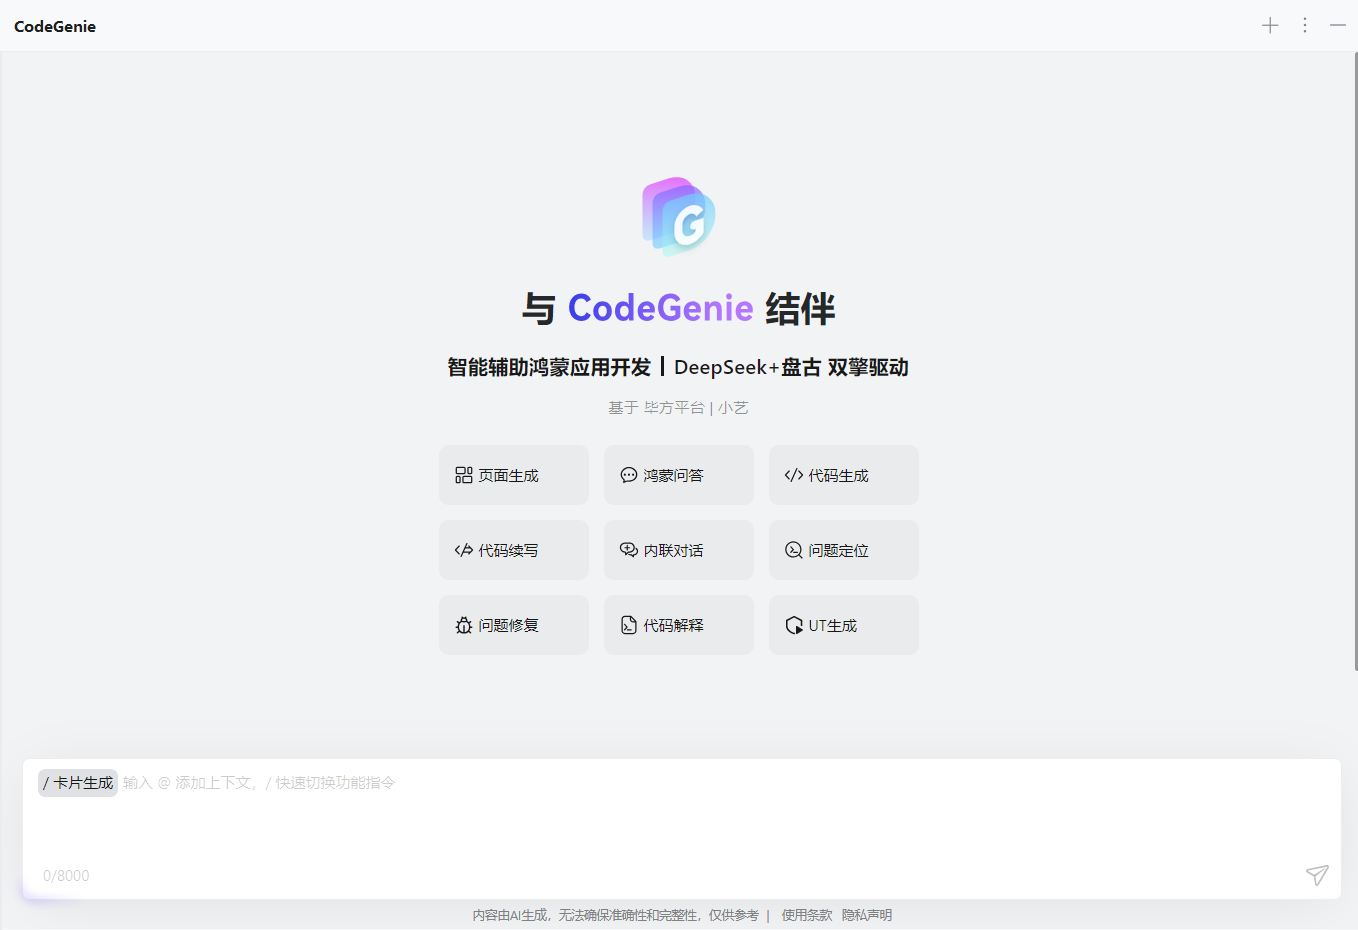 CodeGenie
与 CodeGenie 结伴
智能辅助鸿蒙应用开发 | DeepSeek+盘古 双擎驱动
基于 毕方平台 | 小艺
页面生成 鸿蒙问答 代码生成
代码续写 内联对话 问题定位
问题修复 代码解释 UT生成
/ 卡片生成 输入 @ 添加上下文, / 快速切换功能指令
0/8000
内容由AI生成, 无法确保准确性和完整性, 仅供参考 | 使用条款 隐私声明